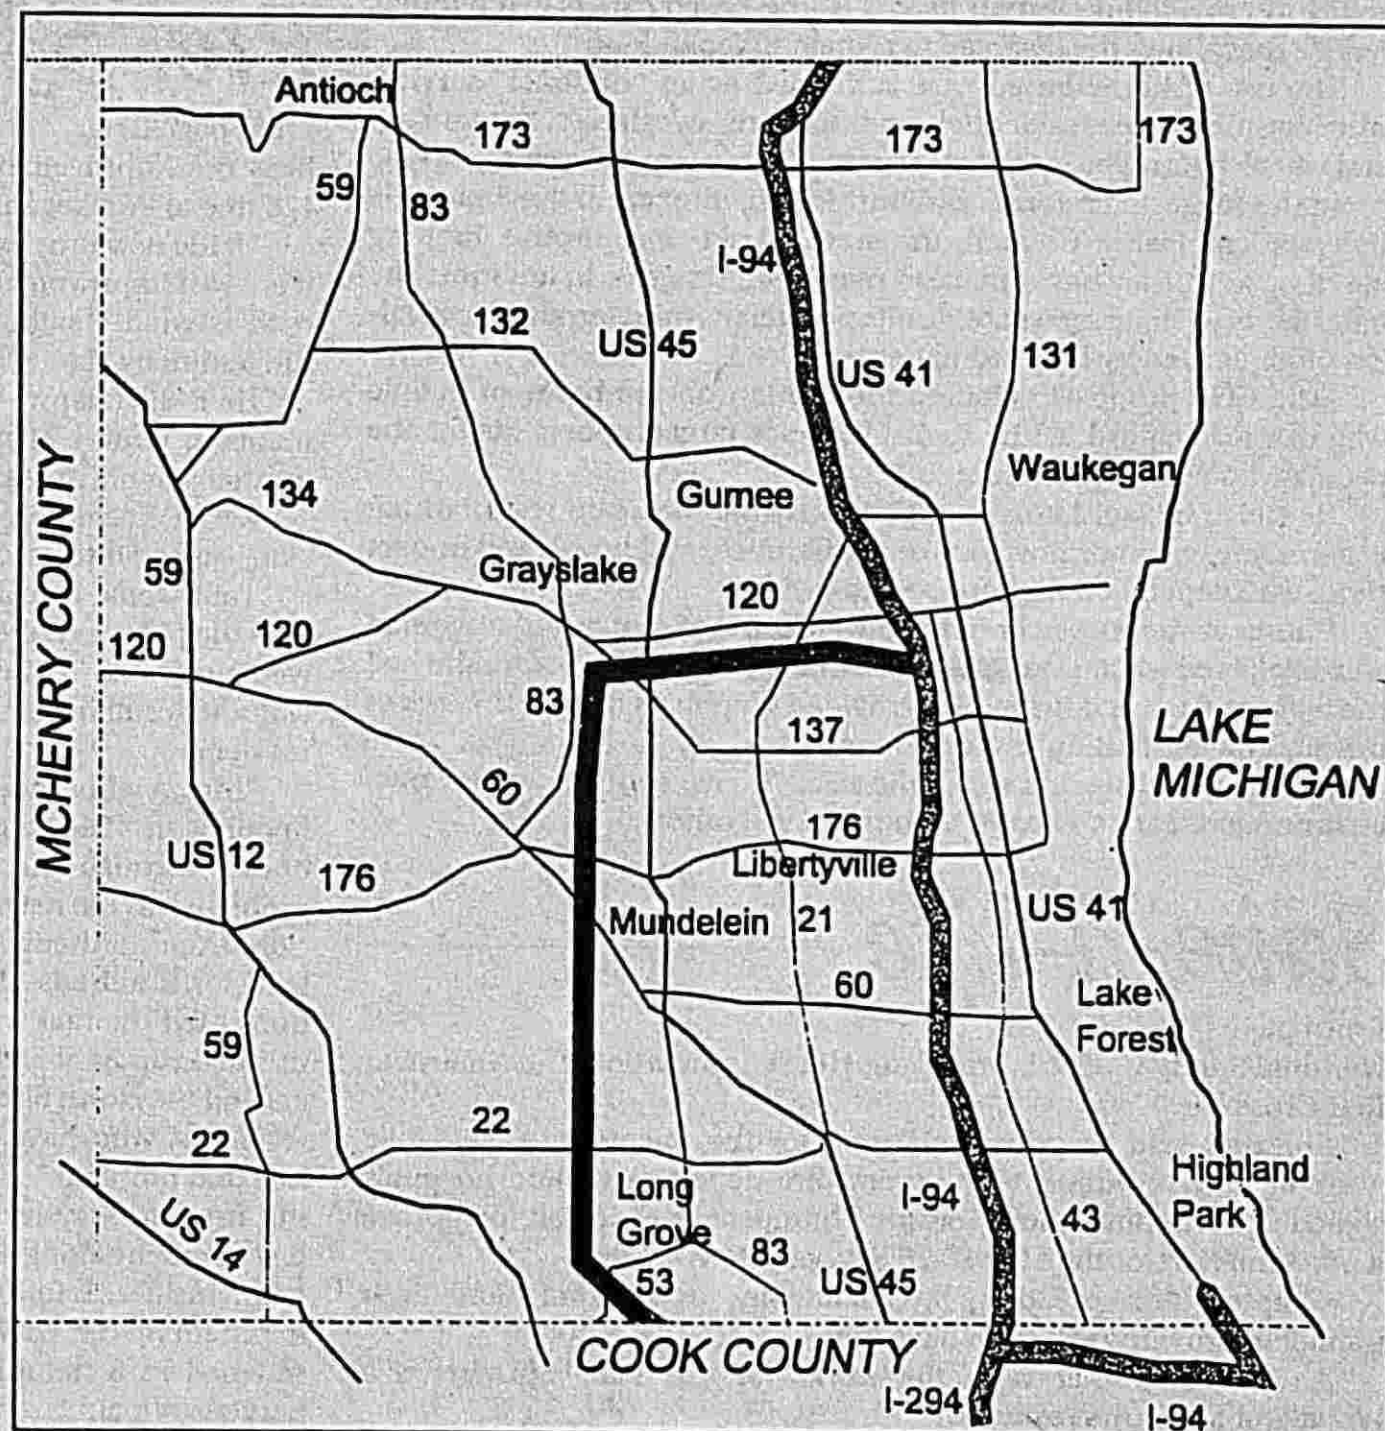 Antioch
173
173
173
59
83
I-94
132
US 45
US 41
131
Waukegan
134
Gurnee
Grayslake
59
120
120
120
83
137
LAKE
MICHIGAN
MCHENRY COUNTY
60
US 12
176
176
Libertyville
Mundelein
21
US 41
60
Lake
Forest
59
22
22
Long
Grove
I-94
43
Highland
Park
US 14
53
83
US 45
COOK COUNTY
I-294
I-94